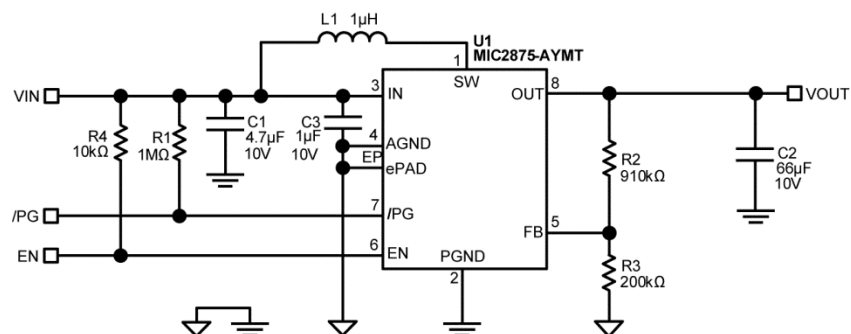 L1 1µH
U1
MIC2875-AYMT
1
SW
VIN
3
IN
OUT
8
VOUT
R4
10kΩ
R1
1MΩ
C1
4.7µF
10V
C3
1µF
10V
4
AGND
EP
ePAD
R2
910kΩ
C2
66µF
10V
/PG
7
/PG
5
FB
EN
6
EN
PGND
2
R3
200kΩ